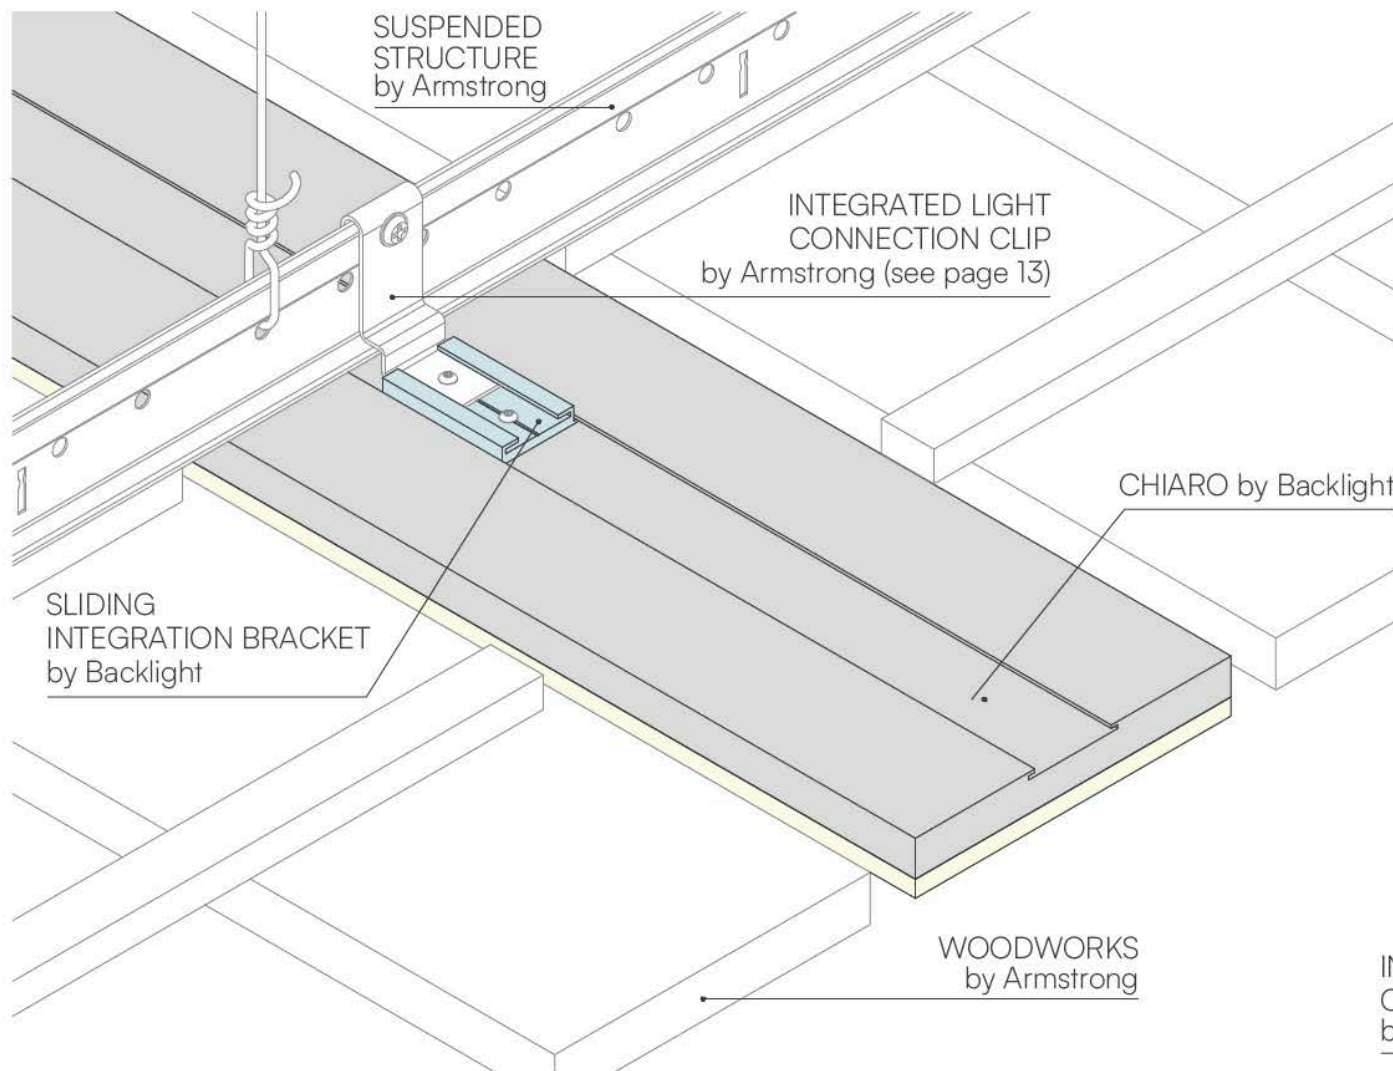 SUSPENDED
STRUCTURE
by Armstrong
INTEGRATED LIGHT
CONNECTION CLIP
by Armstrong (see page 13)
CHIARO by Backlight
SLIDING
INTEGRATION BRACKET
by Backlight
WOODWORKS
by Armstrong